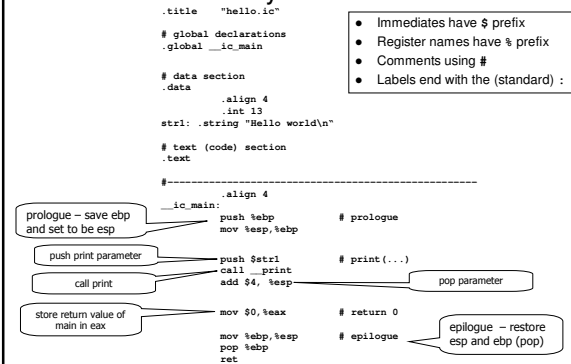 .title "hello.ic"
# global declarations
.global __ic_main
# data section
.data
.align 4
.int 13
str1: .string "Hello world\n"
# text (code) section
.text
#---------------------------------------------------
.align 4
__ic_main:
push %ebp # prologue
mov %esp,%ebp
push $str1 # print(...)
call __print
add $4, %esp
mov $0,%eax # return 0
mov %ebp,%esp # epilogue
pop %ebp
ret
● Immediates have $ prefix
● Register names have % prefix
● Comments using #
● Labels end with the (standard) :
prologue – save ebp
and set to be esp
push print parameter
call print
pop parameter
store return value of
main in eax
epilogue – restore
esp and ebp (pop)